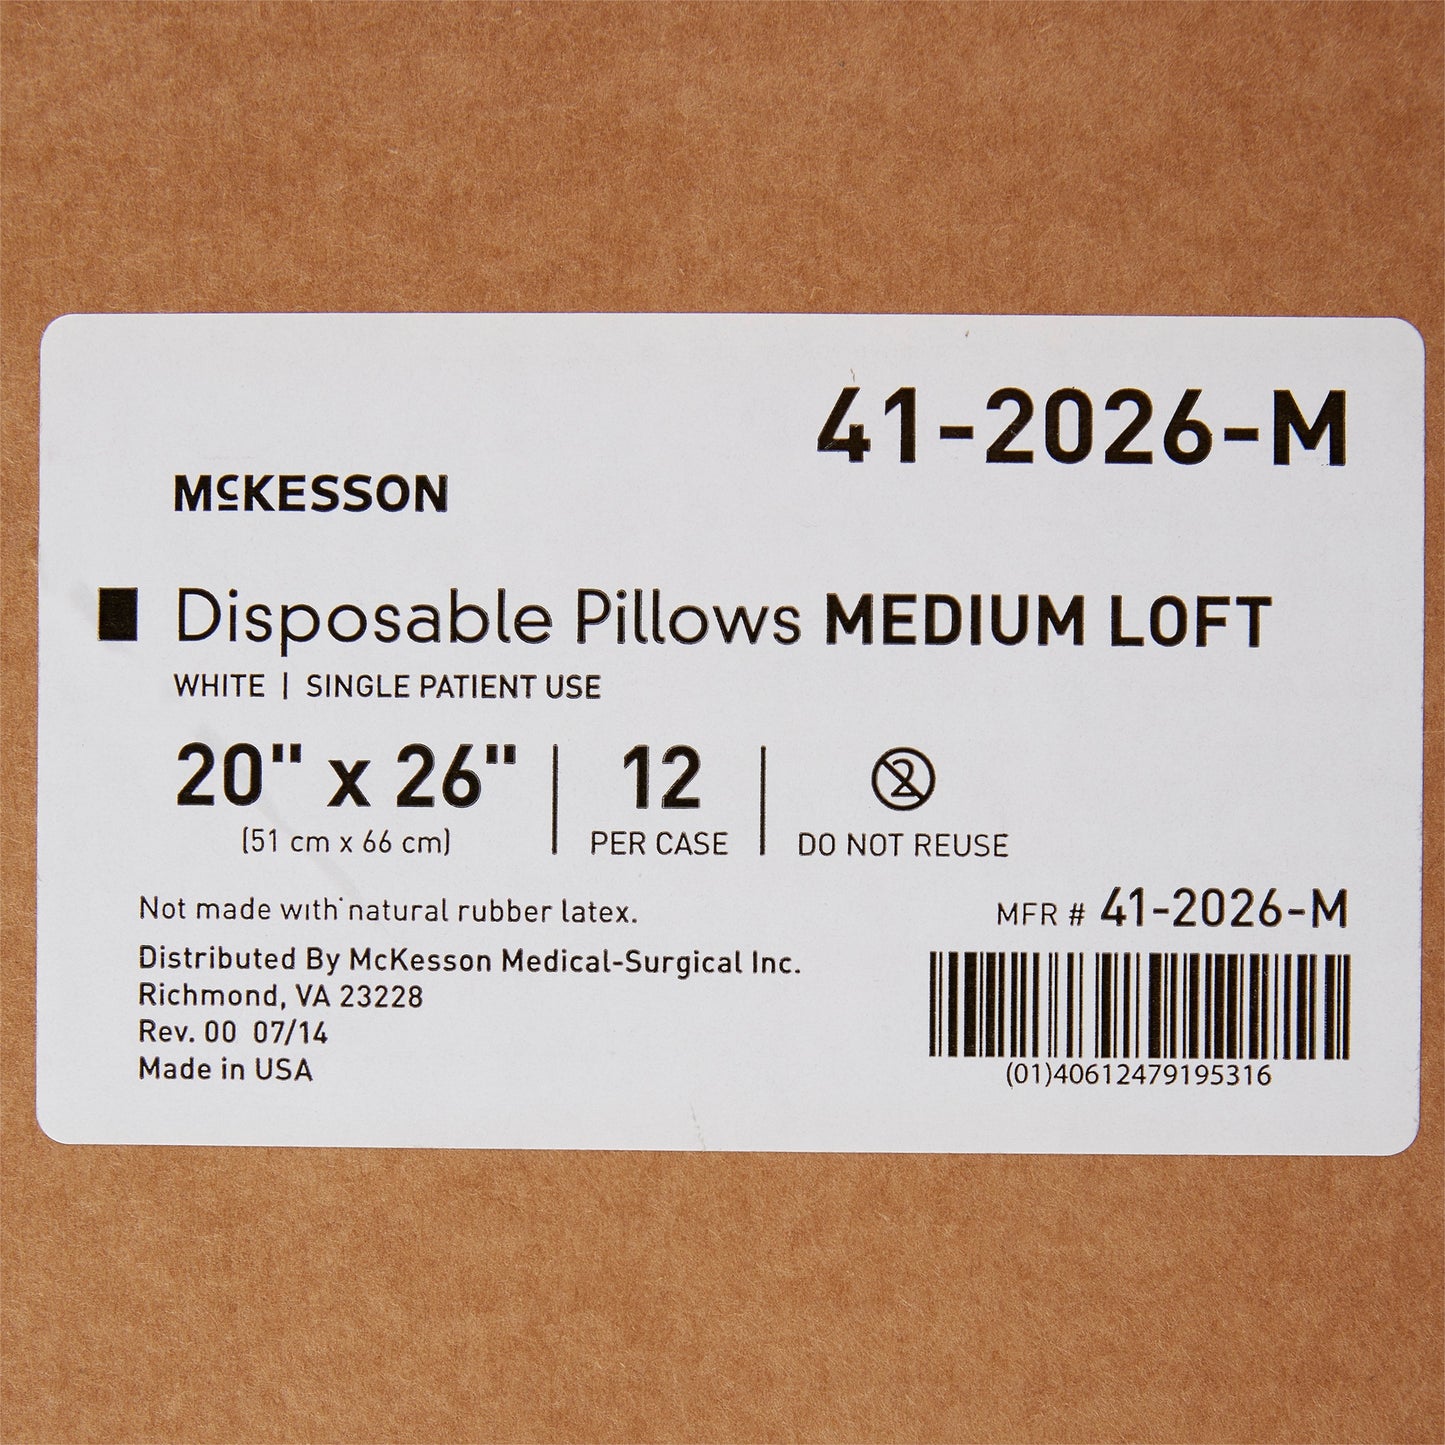 41-2026-M
McKESSON
Disposable Pillows MEDIUM LOFT
WHITE | SINGLE PATIENT USE
20" x 26" | 12 | 2
(51 cm x 66 cm) PER CASE DO NOT REUSE
Not made with natural rubber latex.
MFR # 41-2026-M
Distributed By McKesson Medical-Surgical Inc.
Richmond, VA 23228
Rev. 00 07/14
Made in USA
(01)40612479195316